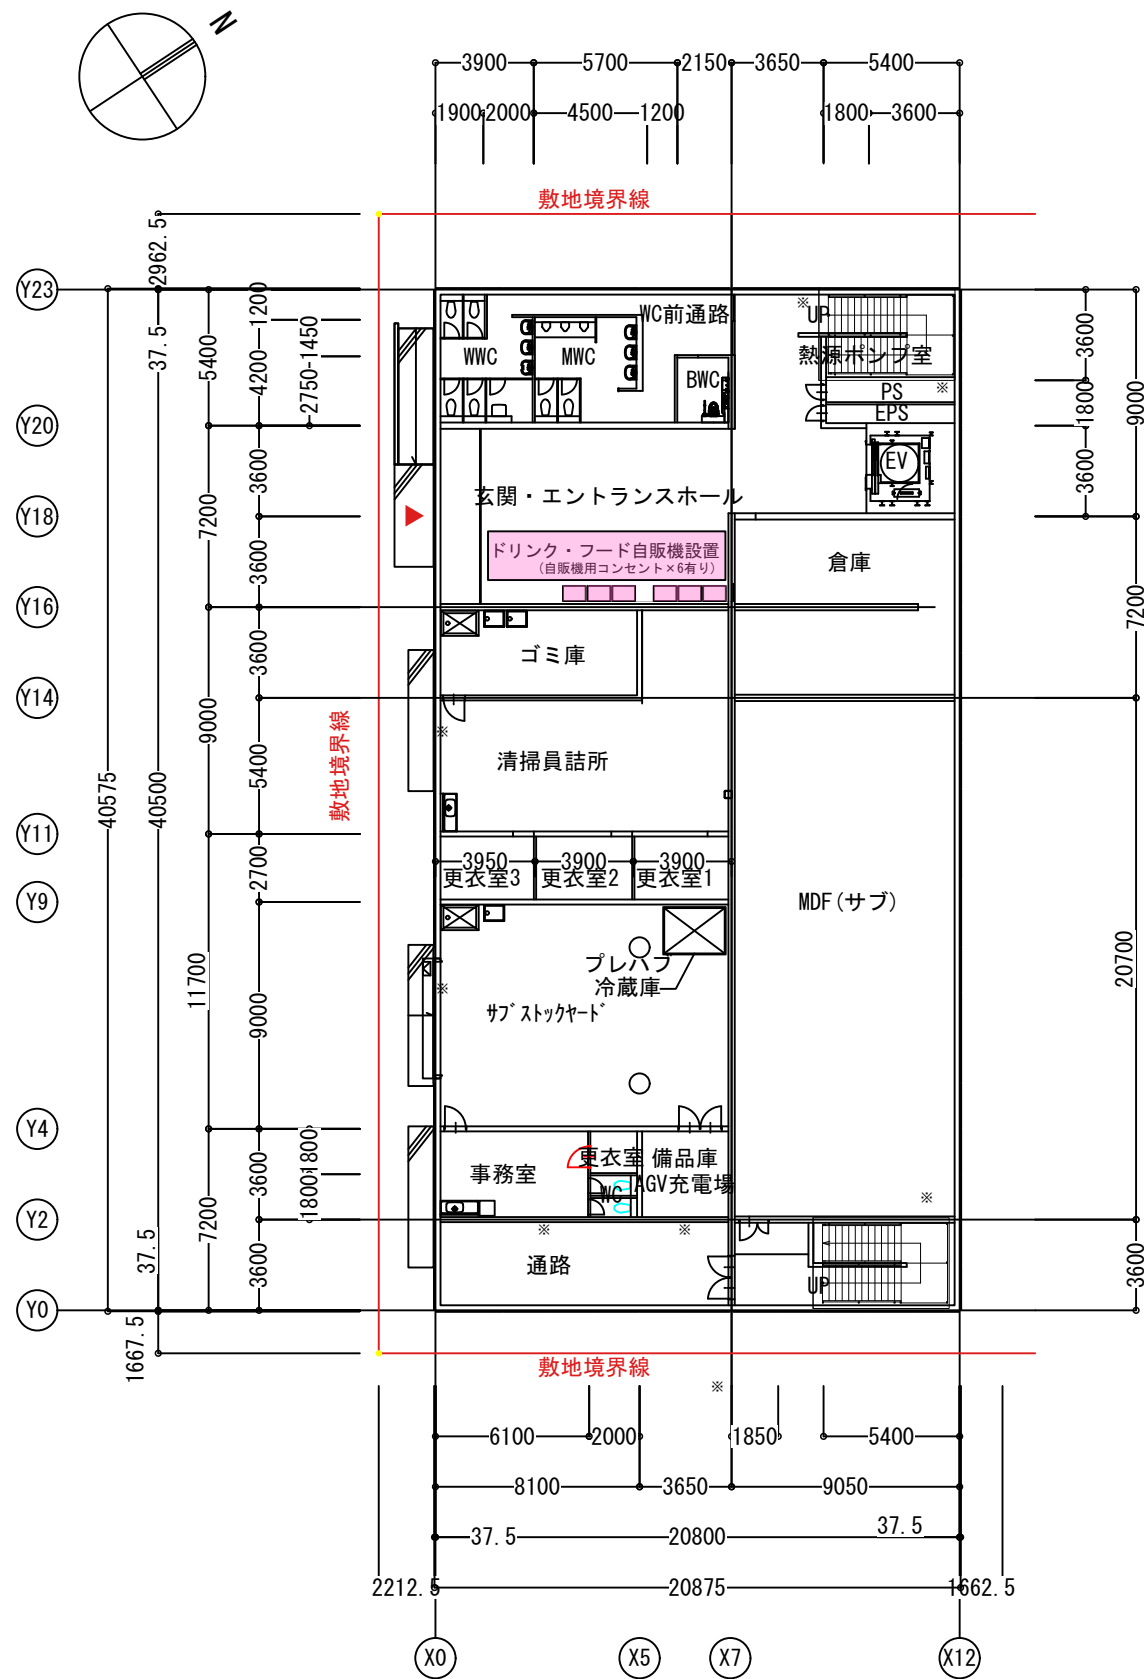 N
3900 5700 2150 3650 5400
1900 2000 4500 1200 1800 3600
敷地境界線
2962.5
Y23
37.5
5400
1200
4200
2750-1450
WC前通路
WWC
MWC
BWC
※
UP
熱源ポンプ室
PS
※
EPS
EV
3600
1800
9000
3600
Y20
3600
7200
玄関・エントランスホール
Y18
ドリンク・フード自販機設置
(自販機用コンセント×6有り)
倉庫
3600
7200
Y16
ゴミ庫
3600
Y14
9000
※
清掃員詰所
5400
敷地境界線
40575
40500
Y11
3950 3900 3900
更衣室3 更衣室2 更衣室1
2700
Y9
MDF(サブ)
プレハブ
冷蔵庫
※
サブストックヤード
11700
9000
20700
Y4
事務室
更衣室 備品庫
AGV充電場
WC
※
1800
1800
3600
7200
Y2
※ ※
通路
UP
37.5
3600
3600
Y0
1667.5
敷地境界線
※
6100 2000 1850 5400
8100 3650 9050
37.5 20800 37.5
2212.5 20875 1662.5
X0 X5 X7 X12